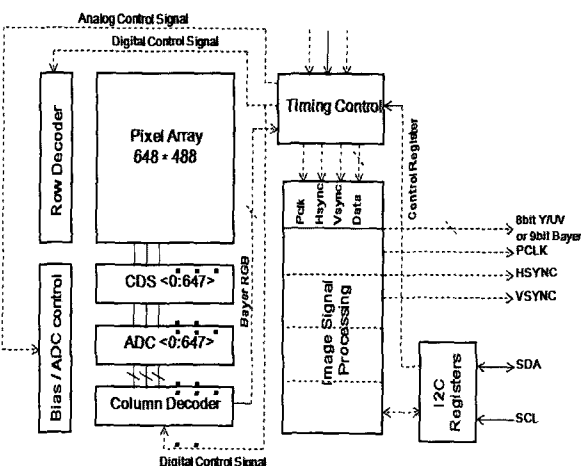 Analog Control Signal
Digital Control Signal
Row Decoder
Pixel Array
648 * 488
Timing Control
Control Register
Pclk
Hsync
Vsync
Data
8bit Y/UV
or 9bit Bayer
PCLK
HSYNC
VSYNC
Bayer RGB
CDS <0:647>
Bias / ADC control
ADC <0:647>
Column Decoder
Image Signal
Processing
I2C
Registers
SDA
SCL
Digital Control Signal